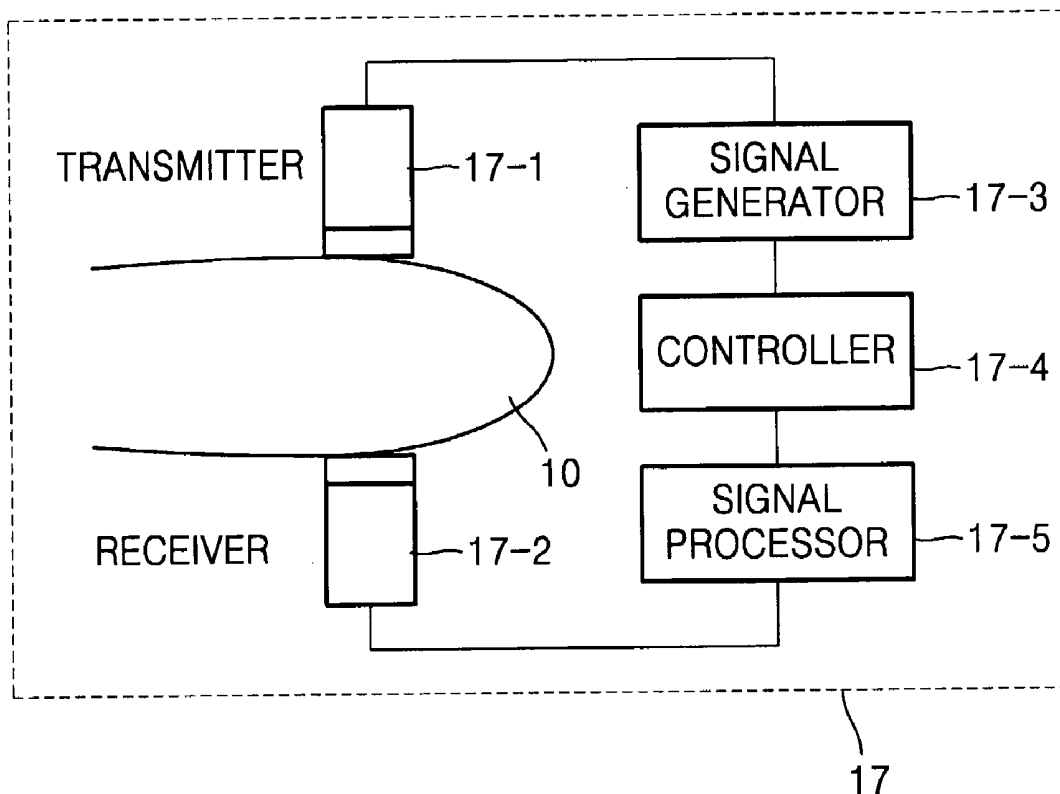 TRANSMITTER
17-1
SIGNAL
GENERATOR
17-3
CONTROLLER
17-4
10
RECEIVER
17-2
SIGNAL
PROCESSOR
17-5
17